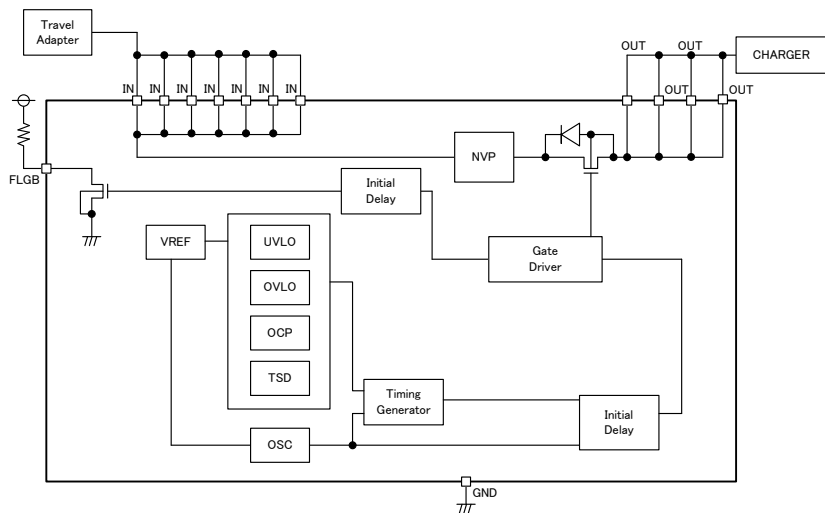 Travel
Adapter
OUT
OUT
CHARGER
IN
IN
IN
IN
IN
IN
IN
OUT
OUT
NVP
FLGB
Initial
Delay
VREF
UVLO
Gate
Driver
OVLO
OCP
TSD
Timing
Generator
Initial
Delay
OSC
GND